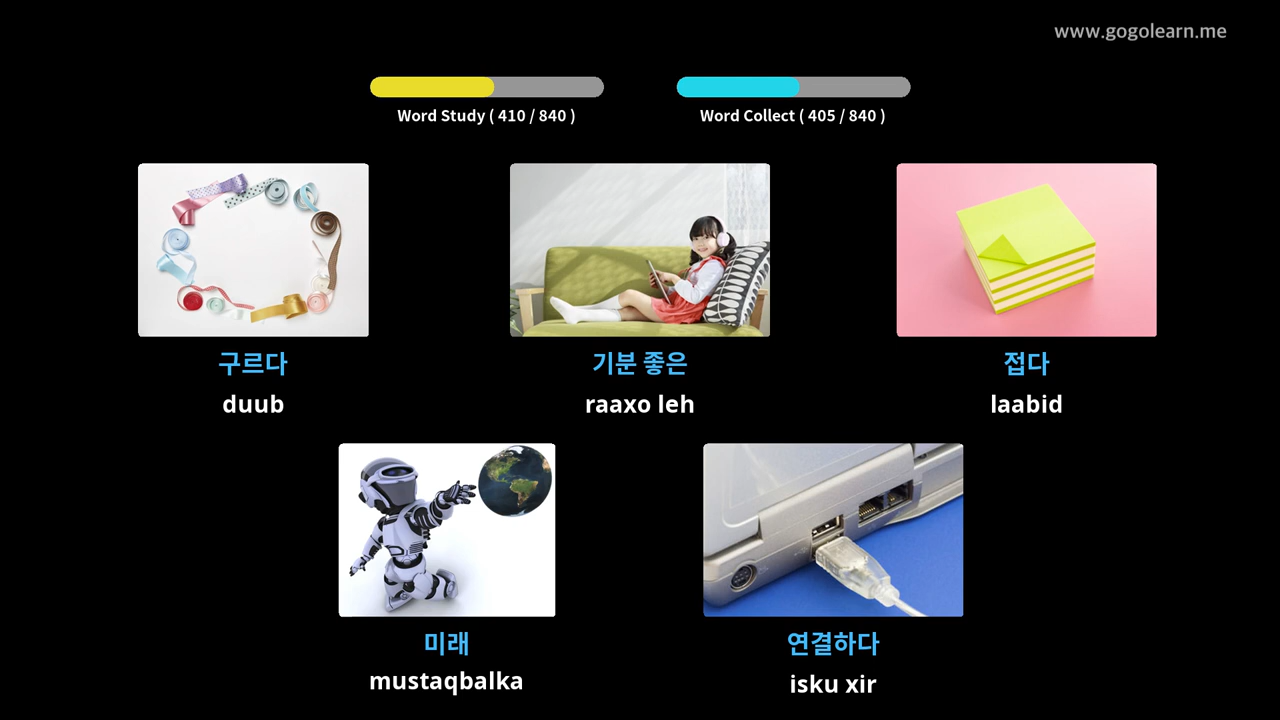 www.gogolearn.me
Word Study ( 410 / 840 )
Word Collect ( 405 / 840 )
구르다
duub
기분 좋은
raaxo leh
접다
laabid
미래
mustaqbalka
연결하다
isku xir